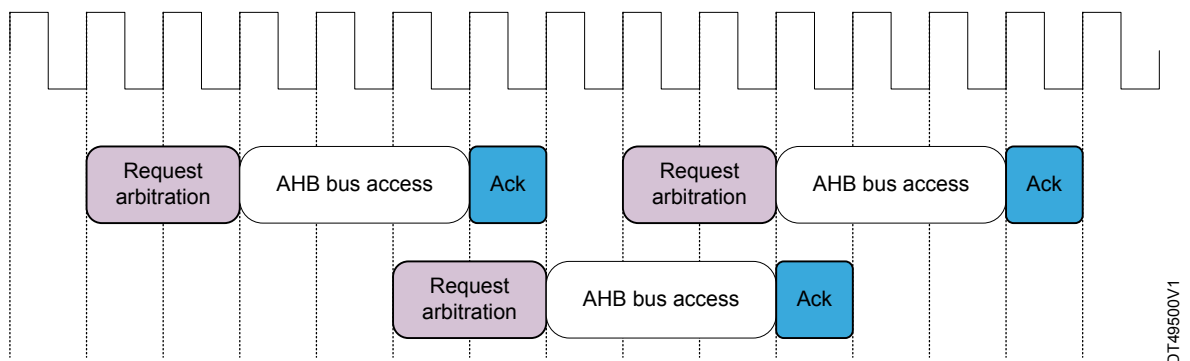 Request
arbitration
AHB bus access
Ack
Request
arbitration
AHB bus access
Ack
Request
arbitration
AHB bus access
Ack
DT49500V1